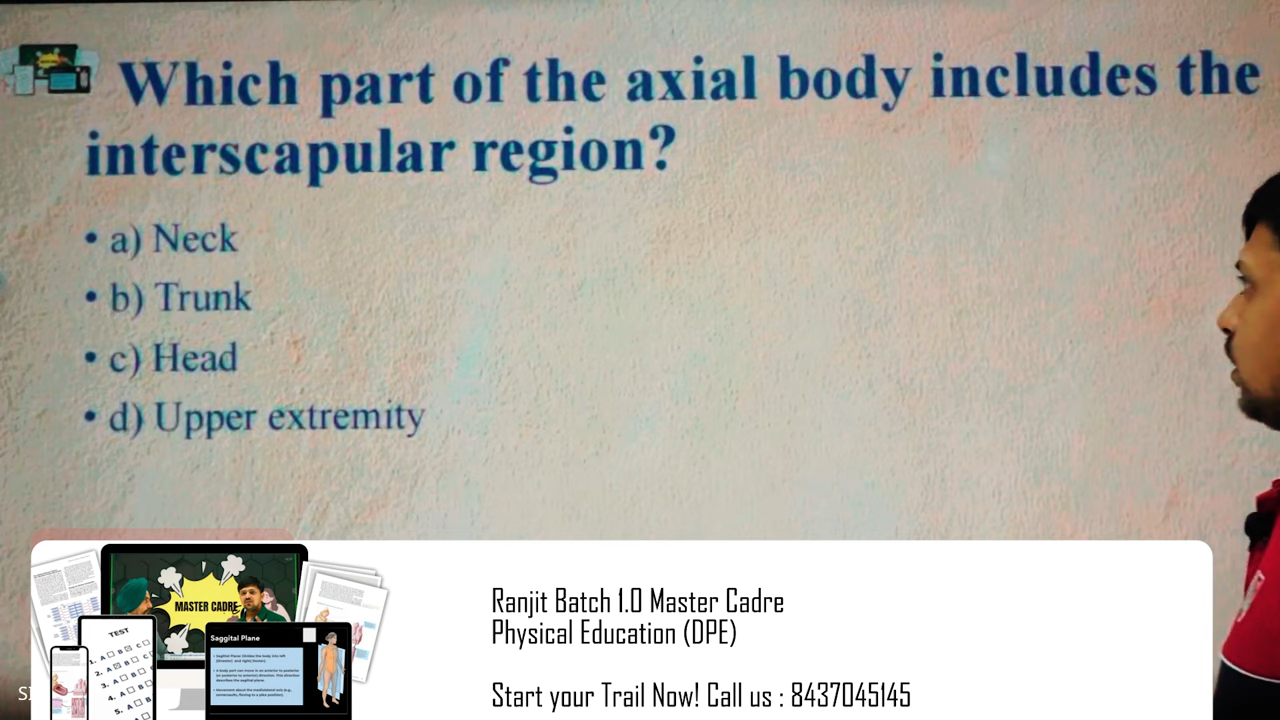 Which part of the axial body includes the
interscapular region?
• a) Neck
• b) Trunk
• c) Head
• d) Upper extremity
MASTER CADRE
TEST
Saggital Plane
Ranjit Batch 1.0 Master Cadre
Physical Education (DPE)
Start your Trail Now! Call us : 8437045145